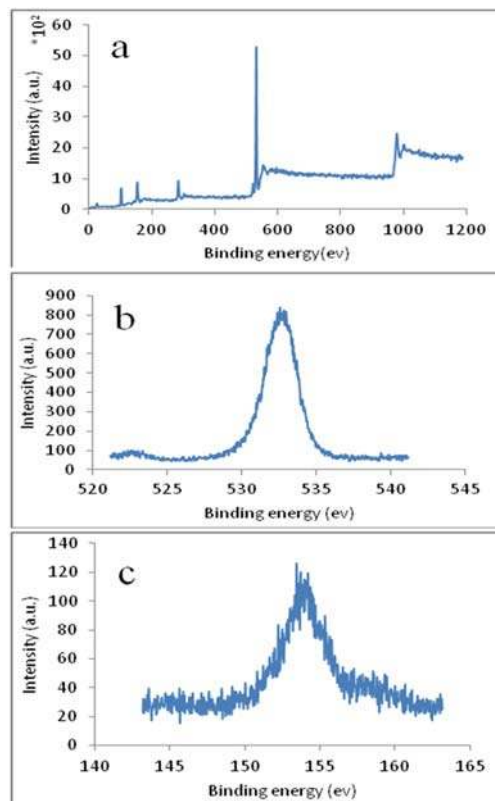 a
*10²
60
50
40
30
20
10
0
Intensity (a.u.)
0 200 400 600 800 1000 1200
Binding energy(ev)
b
900
800
700
600
500
400
300
200
100
0
Intensity (a.u.)
520 525 530 535 540 545
Binding energy (ev)
c
140
120
100
80
60
40
20
0
Intensity (a.u.)
140 145 150 155 160 165
Binding energy (ev)